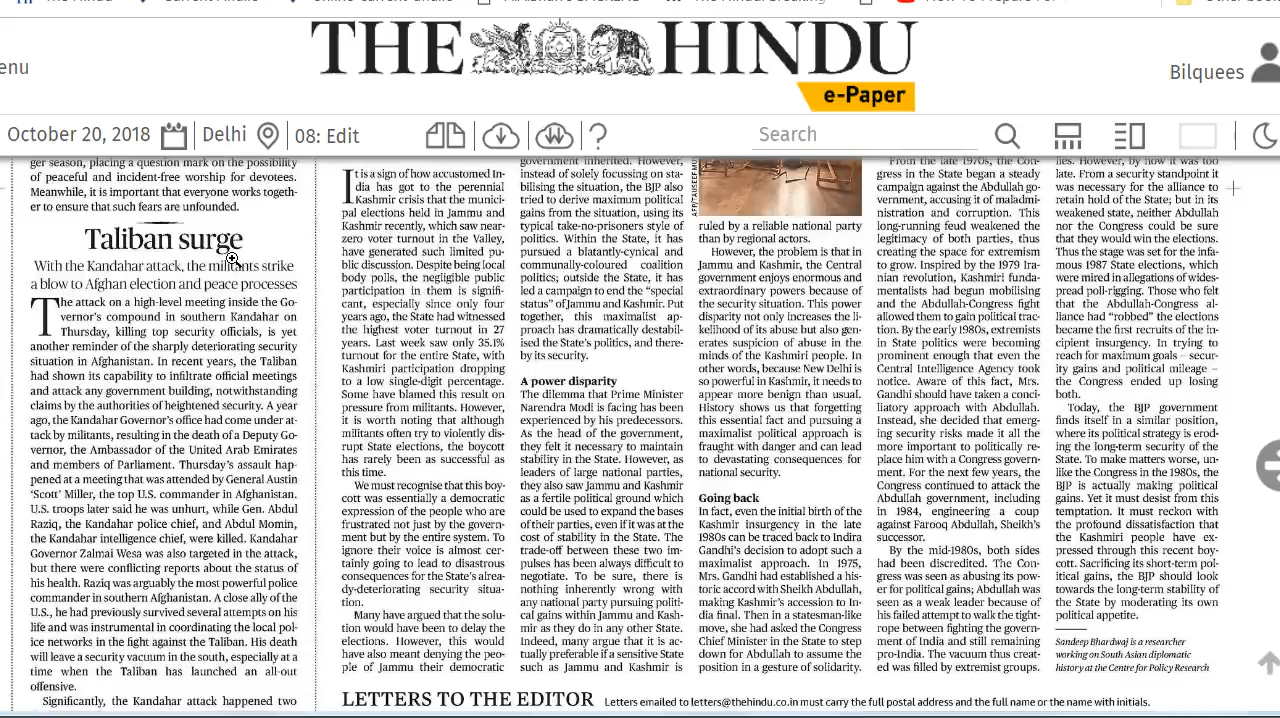 THE HINDU
e-Paper
enu
Bilquees
October 20, 2018
Delhi
08: Edit
Search
ger season, placing a question mark on the possibility
of peaceful and incident-free worship for devotees.
Meanwhile, it is important that everyone works togeth-
er to ensure that such fears are unfounded.
Taliban surge
With the Kandahar attack, the militants strike
a blow to Afghan election and peace processes
The attack on a high-level meeting inside the Go-
vernor's compound in southern Kandahar on
Thursday, killing top security officials, is yet
another reminder of the sharply deteriorating security
situation in Afghanistan. In recent years, the Taliban
had shown its capability to infiltrate official meetings
and attack any government building, notwithstanding
claims by the authorities of heightened security. A year
ago, the Kandahar Governor's office had come under at-
tack by militants, resulting in the death of a Deputy Go-
vernor, the Ambassador of the United Arab Emirates
and members of Parliament. Thursday's assault hap-
pened at a meeting that was attended by General Austin
'Scott' Miller, the top U.S. commander in Afghanistan.
U.S. troops later said he was unhurt, while Gen. Abdul
Raziq, the Kandahar police chief, and Abdul Momin,
the Kandahar intelligence chief, were killed. Kandahar
Governor Zalmai Wesa was also targeted in the attack,
but there were conflicting reports about the status of
his health. Raziq was arguably the most powerful police
commander in southern Afghanistan. A close ally of the
U.S., he had previously survived several attempts on his
life and was instrumental in coordinating the local pol-
ice networks in the fight against the Taliban. His death
will leave a security vacuum in the south, especially at a
time when the Taliban has launched an all-out
offensive.
Significantly, the Kandahar attack happened two
It is a sign of how accustomed In-
dia has got to the perennial
Kashmir crisis that the munici-
pal elections held in Jammu and
Kashmir recently, which saw near-
zero voter turnout in the Valley,
have generated such limited pu-
blic discussion. Despite being local
body polls, the negligible public
participation in them is signifi-
cant, especially since only four
years ago, the State had witnessed
the highest voter turnout in 27
years. Last week saw only 35.1%
turnout for the entire State, with
Kashmiri participation dropping
to a low single-digit percentage.
Some have blamed this result on
pressure from militants. However,
it is worth noting that although
militants often try to violently dis-
rupt State elections, the boycott
has rarely been as successful as
this time.
We must recognise that this boy-
cott was essentially a democratic
expression of the people who are
frustrated not just by the govern-
ment but by the entire system. To
ignore their voice is almost cer-
tainly going to lead to disastrous
consequences for the State's alrea-
dy-deteriorating security situa-
tion.
Many have argued that the solu-
tion would have been to delay the
elections. However, this would
have also meant denying the peo-
ple of Jammu their democratic
government inherited. However,
instead of solely focussing on sta-
bilising the situation, the BJP also
tried to derive maximum political
gains from the situation, using its
typical take-no-prisoners style of
politics. Within the State, it has
pursued a blatantly-cynical and
communally-coloured coalition
politics; outside the State, it has
led a campaign to end the "special
status" of Jammu and Kashmir. Put
together, this maximalist ap-
proach has dramatically destabil-
ised the State's politics, and there-
by its security.
A power disparity
The dilemma that Prime Minister
Narendra Modi is facing has been
experienced by his predecessors.
As the head of the government,
they felt it necessary to maintain
stability in the State. However, as
leaders of large national parties,
they also saw Jammu and Kashmir
as a fertile political ground which
could be used to expand the bases
of their parties, even if it was at the
cost of stability in the State. The
trade-off between these two im-
pulses has been always difficult to
negotiate. To be sure, there is
nothing inherently wrong with
any national party pursuing politi-
cal gains within Jammu and Kash-
mir as they do in any other State.
Indeed, many argue that it is ac-
tually preferable if a sensitive State
such as Jammu and Kashmir is
ruled by a reliable national party
than by regional actors.
However, the problem is that in
Jammu and Kashmir, the Central
government enjoys enormous and
extraordinary powers because of
the security situation. This power
disparity not only increases the li-
kelihood of its abuse but also gen-
erates suspicion of abuse in the
minds of the Kashmiri people. In
other words, because New Delhi is
so powerful in Kashmir, it needs to
appear more benign than usual.
History shows us that forgetting
this essential fact and pursuing a
maximalist political approach is
fraught with danger and can lead
to devastating consequences for
national security.
Going back
In fact, even the initial birth of the
Kashmir insurgency in the late
1980s can be traced back to Indira
Gandhi's decision to adopt such a
maximalist approach. In 1975,
Mrs. Gandhi had established a his-
toric accord with Sheikh Abdullah,
making Kashmir's accession to In-
dia final. Then in a statesman-like
move, she had asked the Congress
Chief Minister in the State to step
down for Abdullah to assume the
position in a gesture of solidarity.
From the late 1970s, the Con-
gress in the State began a steady
campaign against the Abdullah go-
vernment, accusing it of maladmi-
nistration and corruption. This
long-running feud weakened the
legitimacy of both parties, thus
creating the space for extremism
to grow. Inspired by the 1979 Ira-
nian revolution, Kashmiri funda-
mentalists had begun mobilising
and the Abdullah-Congress fight
allowed them to gain political trac-
tion. By the early 1980s, extremists
in State politics were becoming
prominent enough that even the
Central Intelligence Agency took
notice. Aware of this fact, Mrs.
Gandhi should have taken a conci-
liatory approach with Abdullah.
Instead, she decided that emerg-
ing security risks made it all the
more important to politically re-
place him with a Congress govern-
ment. For the next few years, the
Congress continued to attack the
Abdullah government, including
in 1984, engineering a coup
against Farooq Abdullah, Sheikh's
successor.
By the mid-1980s, both sides
had been discredited. The Con-
gress was seen as abusing its pow-
er for political gains; Abdullah was
seen as a weak leader because of
his failed attempt to walk the tight-
rope between fighting the govern-
ment of India and still remaining
pro-India. The vacuum thus creat-
ed was filled by extremist groups.
lies. However, by now it was too
late. From a security standpoint it
was necessary for the alliance to
retain hold of the State; but in its
weakened state, neither Abdullah
nor the Congress could be sure
that they would win the elections.
Thus the stage was set for the infa-
mous 1987 State elections, which
were mired in allegations of wides-
pread poll-rigging. Those who felt
that the Abdullah-Congress al-
liance had "robbed" the elections
became the first recruits of the in-
cipient insurgency. In trying to
reach for maximum goals – secur-
ity gains and political mileage –
the Congress ended up losing
both.
Today, the BJP government
finds itself in a similar position,
where its political strategy is erod-
ing the long-term security of the
State. To make matters worse, un-
like the Congress in the 1980s, the
BJP is actually making political
gains. Yet it must desist from this
temptation. It must reckon with
the profound dissatisfaction that
the Kashmiri people have ex-
pressed through this recent boy-
cott. Sacrificing its short-term pol-
itical gains, the BJP should look
towards the long-term stability of
the State by moderating its own
political appetite.
Sandeep Bhardwaj is a researcher
working on South Asian diplomatic
history at the Centre for Policy Research
LETTERS TO THE EDITOR Letters emailed to letters@thehindu.co.in must carry the full postal address and the full name or the name with initials.